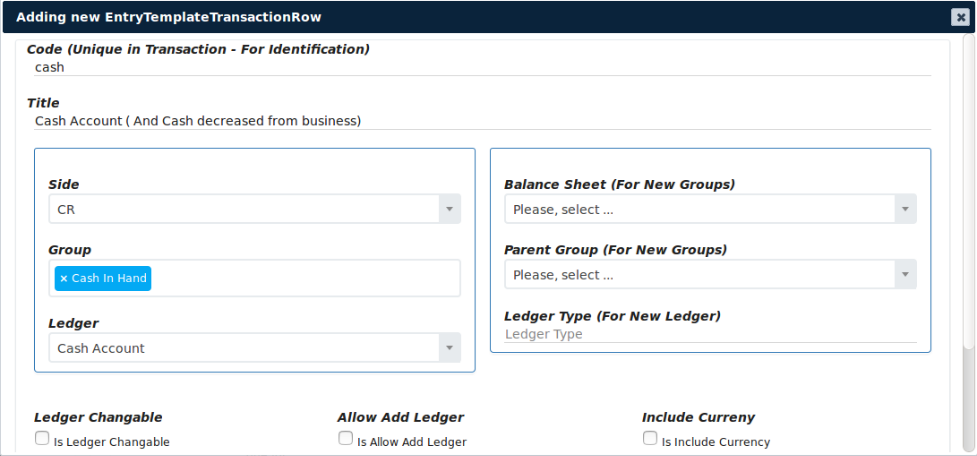 Adding new EntryTemplateTransactionRow
Code (Unique in Transaction - For Identification)
cash
Title
Cash Account ( And Cash decreased from business)
Side
CR
Group
× Cash In Hand
Ledger
Cash Account
Balance Sheet (For New Groups)
Please, select ...
Parent Group (For New Groups)
Please, select ...
Ledger Type (For New Ledger)
Ledger Type
Ledger Changable
Is Ledger Changable
Allow Add Ledger
Is Allow Add Ledger
Include Curreny
Is Include Currency